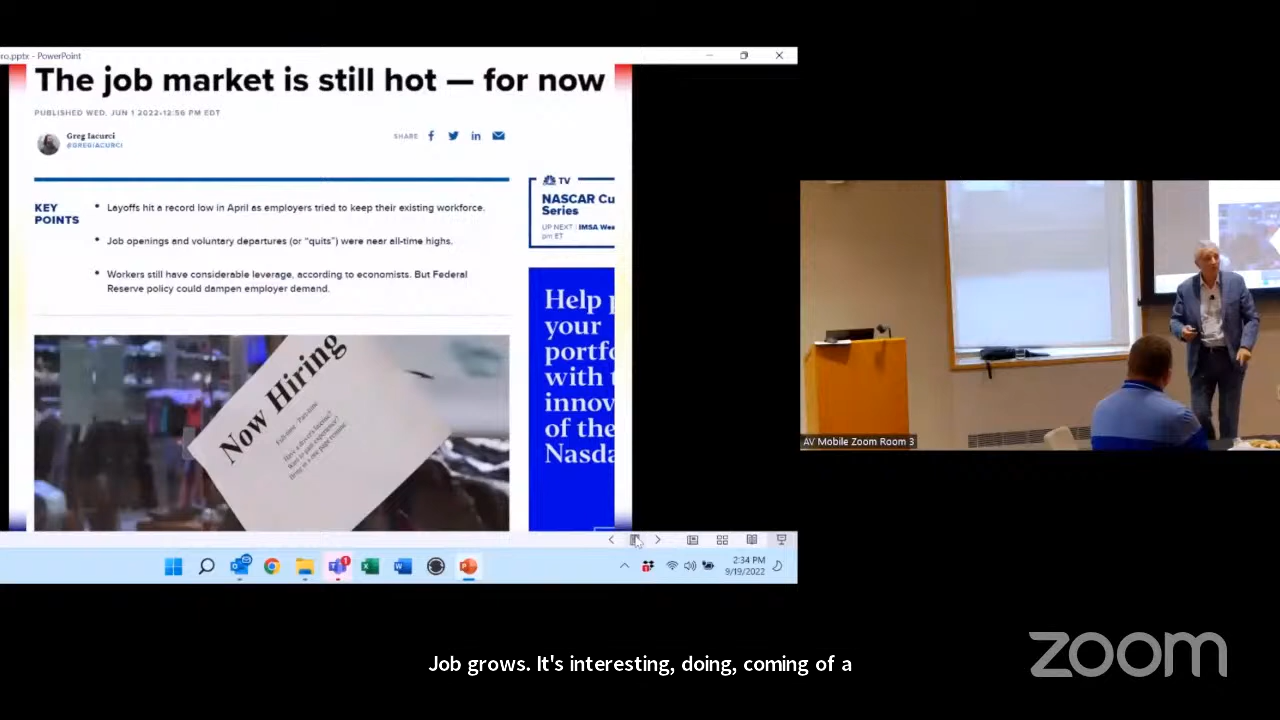 ro.pptx - PowerPoint
The job market is still hot — for now
PUBLISHED WED, JUN 1 2022-12:56 PM EDT
Greg Iacurci
@GREGIACURCI
SHARE
KEY
POINTS
Layoffs hit a record low in April as employers tried to keep their existing workforce.
Job openings and voluntary departures (or “quits”) were near all-time highs.
Workers still have considerable leverage, according to economists. But Federal
Reserve policy could dampen employer demand.
TV
NASCAR Cu
Series
UP NEXT | IMSA Wea
pm ET
Help p
your
portfo
with t
innov
of the
Nasda
Now Hiring
Full-time / Part-time
2:34 PM
9/19/2022
AV Mobile Zoom Room 3
Job grows. It's interesting, doing, coming of a
zoom